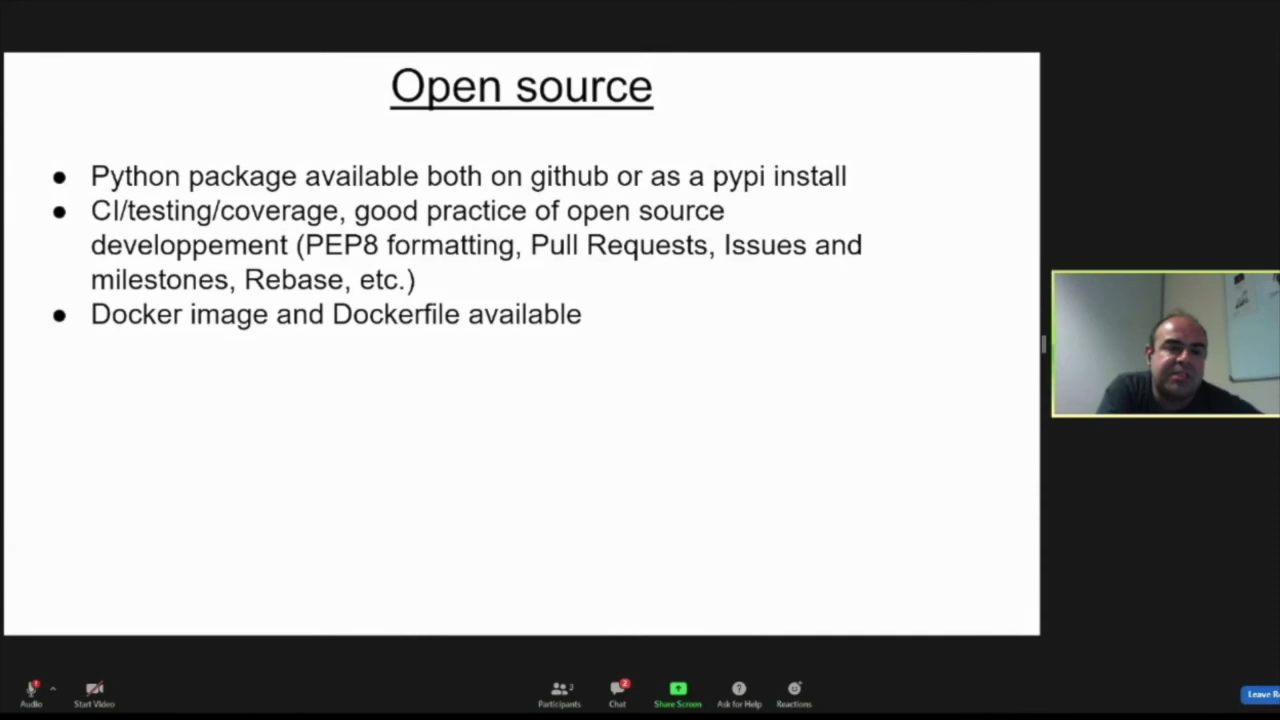 Open source
● Python package available both on github or as a pypi install
● CI/testing/coverage, good practice of open source
developpement (PEP8 formatting, Pull Requests, Issues and
milestones, Rebase, etc.)
● Docker image and Dockerfile available
Audio
Start Video
3
Participants
2
Chat
Share Screen
Ask for Help
Reactions
Leave